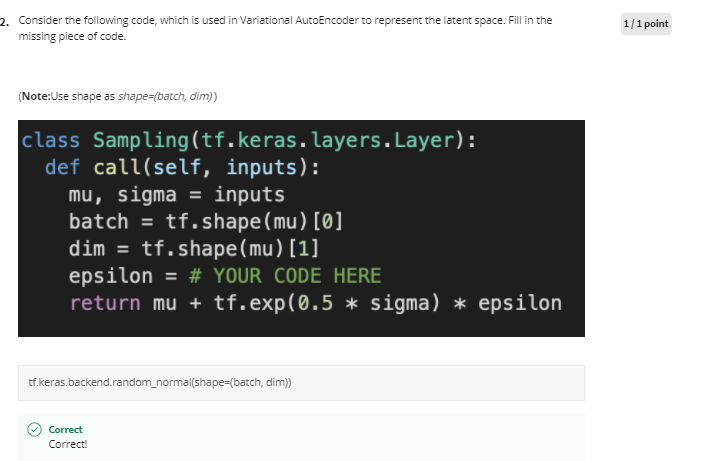 2. Consider the following code, which is used in Variational AutoEncoder to represent the latent space. Fill in the
missing piece of code.
1 / 1 point
(Note:Use shape as shape=(batch, dim))
class Sampling(tf.keras.layers.Layer):
  def call(self, inputs):
    mu, sigma = inputs
    batch = tf.shape(mu)[0]
    dim = tf.shape(mu)[1]
    epsilon = # YOUR CODE HERE
    return mu + tf.exp(0.5 * sigma) * epsilon
tf.keras.backend.random_normal(shape=(batch, dim))
Correct
Correct!